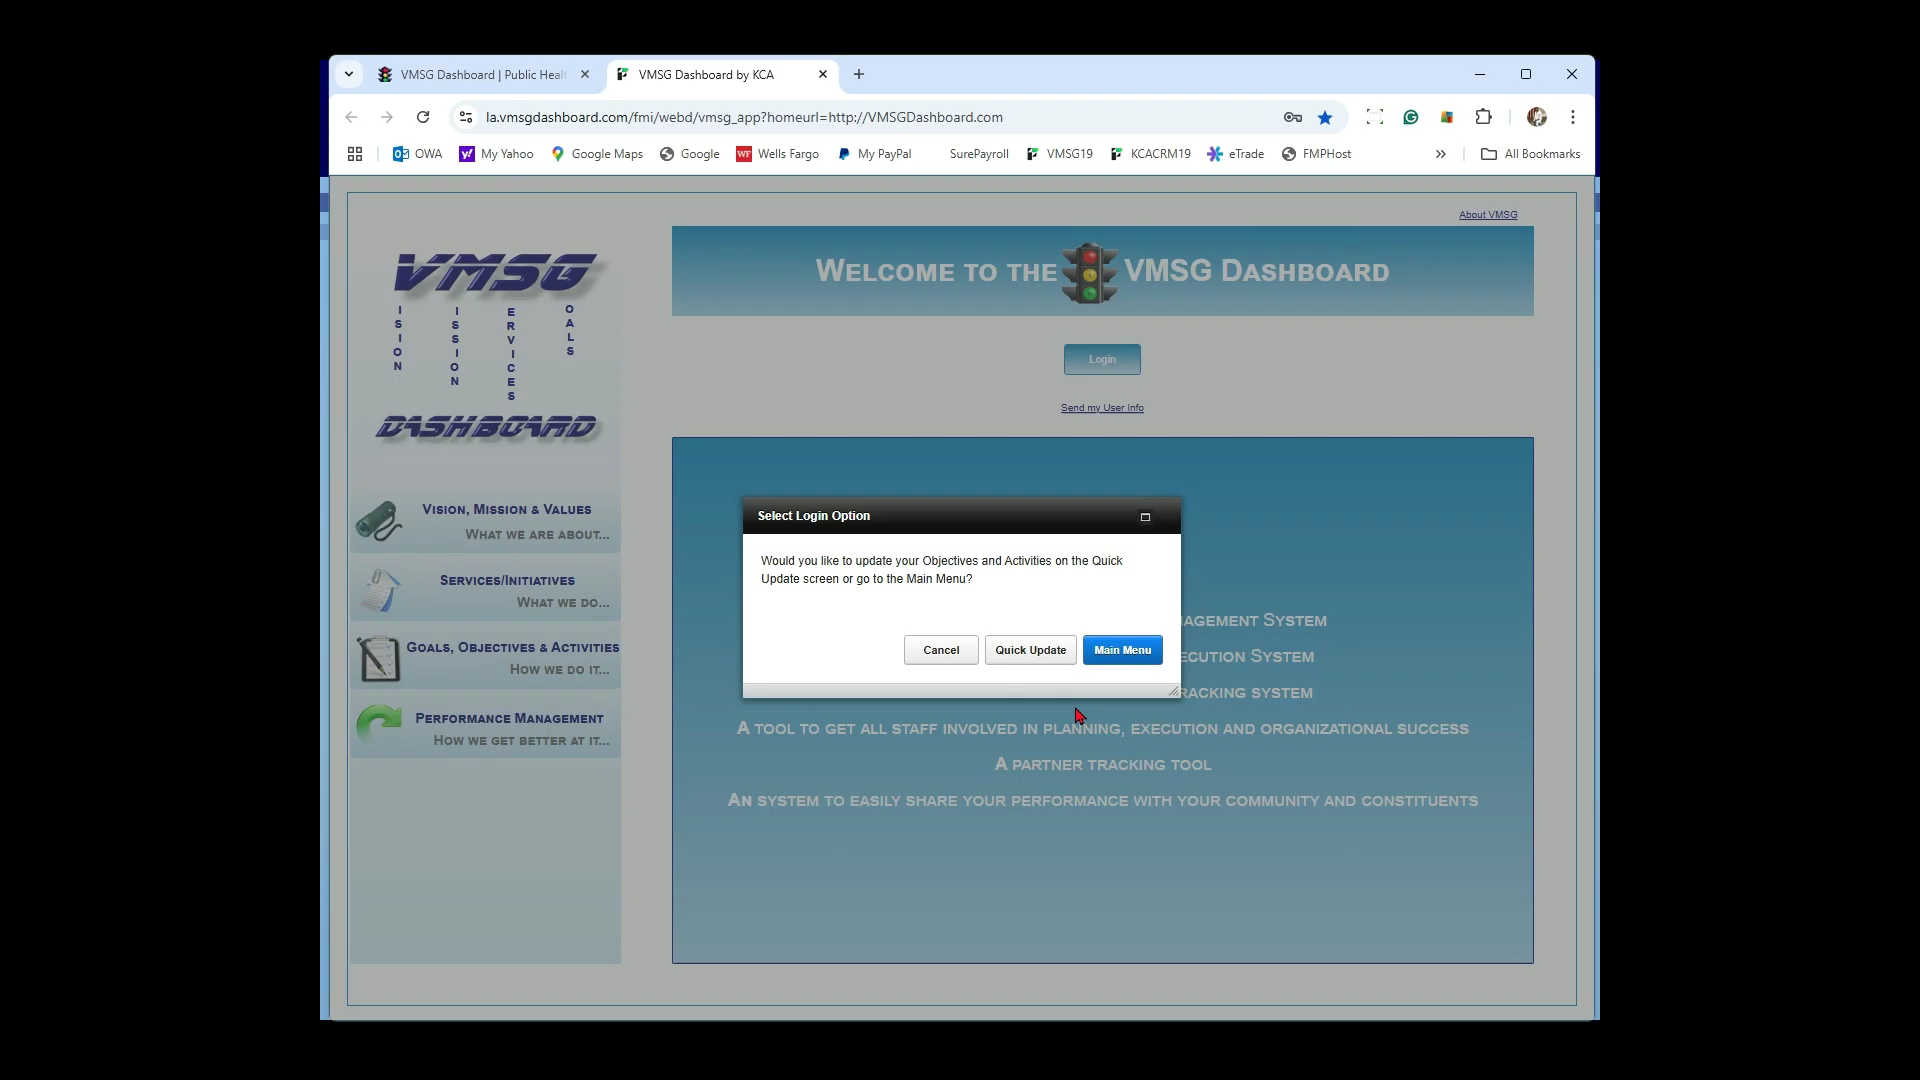 VMSG Dashboard | Public Healt
VMSG Dashboard by KCA
la.vmsgdashboard.com/fmi/webd/vmsg_app?homeurl=http://VMSGDashboard.com
OWA
My Yahoo
Google Maps
Google
WF Wells Fargo
My PayPal
SurePayroll
VMSG19
KCACRM19
eTrade
FMPHost
All Bookmarks
About VMSG
VMSG
ISION
ISSION
ERVICES
OALS
DASHBOARD
WELCOME TO THE VMSG DASHBOARD
Login
Send my User Info
VISION, MISSION & VALUES
WHAT WE ARE ABOUT...
SERVICES/INITIATIVES
WHAT WE DO...
GOALS, OBJECTIVES & ACTIVITIES
HOW WE DO IT...
PERFORMANCE MANAGEMENT
HOW WE GET BETTER AT IT...
Select Login Option
Would you like to update your Objectives and Activities on the Quick
Update screen or go to the Main Menu?
Cancel
Quick Update
Main Menu
AGEMENT SYSTEM
ECUTION SYSTEM
RACKING SYSTEM
A TOOL TO GET ALL STAFF INVOLVED IN PLANNING, EXECUTION AND ORGANIZATIONAL SUCCESS
A PARTNER TRACKING TOOL
AN SYSTEM TO EASILY SHARE YOUR PERFORMANCE WITH YOUR COMMUNITY AND CONSTITUENTS